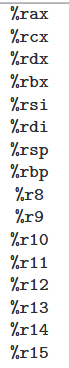 %rax
%rcx
%rdx
%rbx
%rsi
%rdi
%rsp
%rbp
%r8
%r9
%r10
%r11
%r12
%r13
%r14
%r15